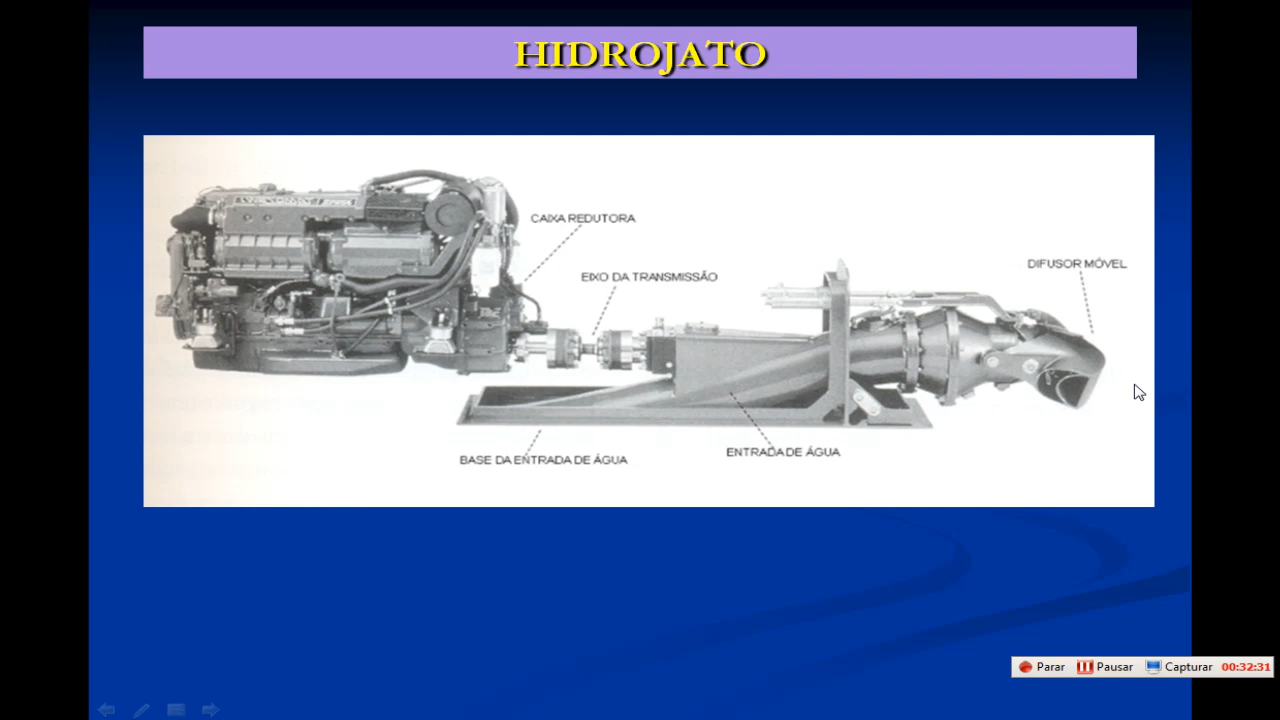 HIDROJATO
CAIXA REDUTORA
EIXO DA TRANSMISSÃO
DIFUSOR MÓVEL
ENTRADA DE ÁGUA
BASE DA ENTRADA DE ÁGUA
Parar Pausar Capturar 00:32:31